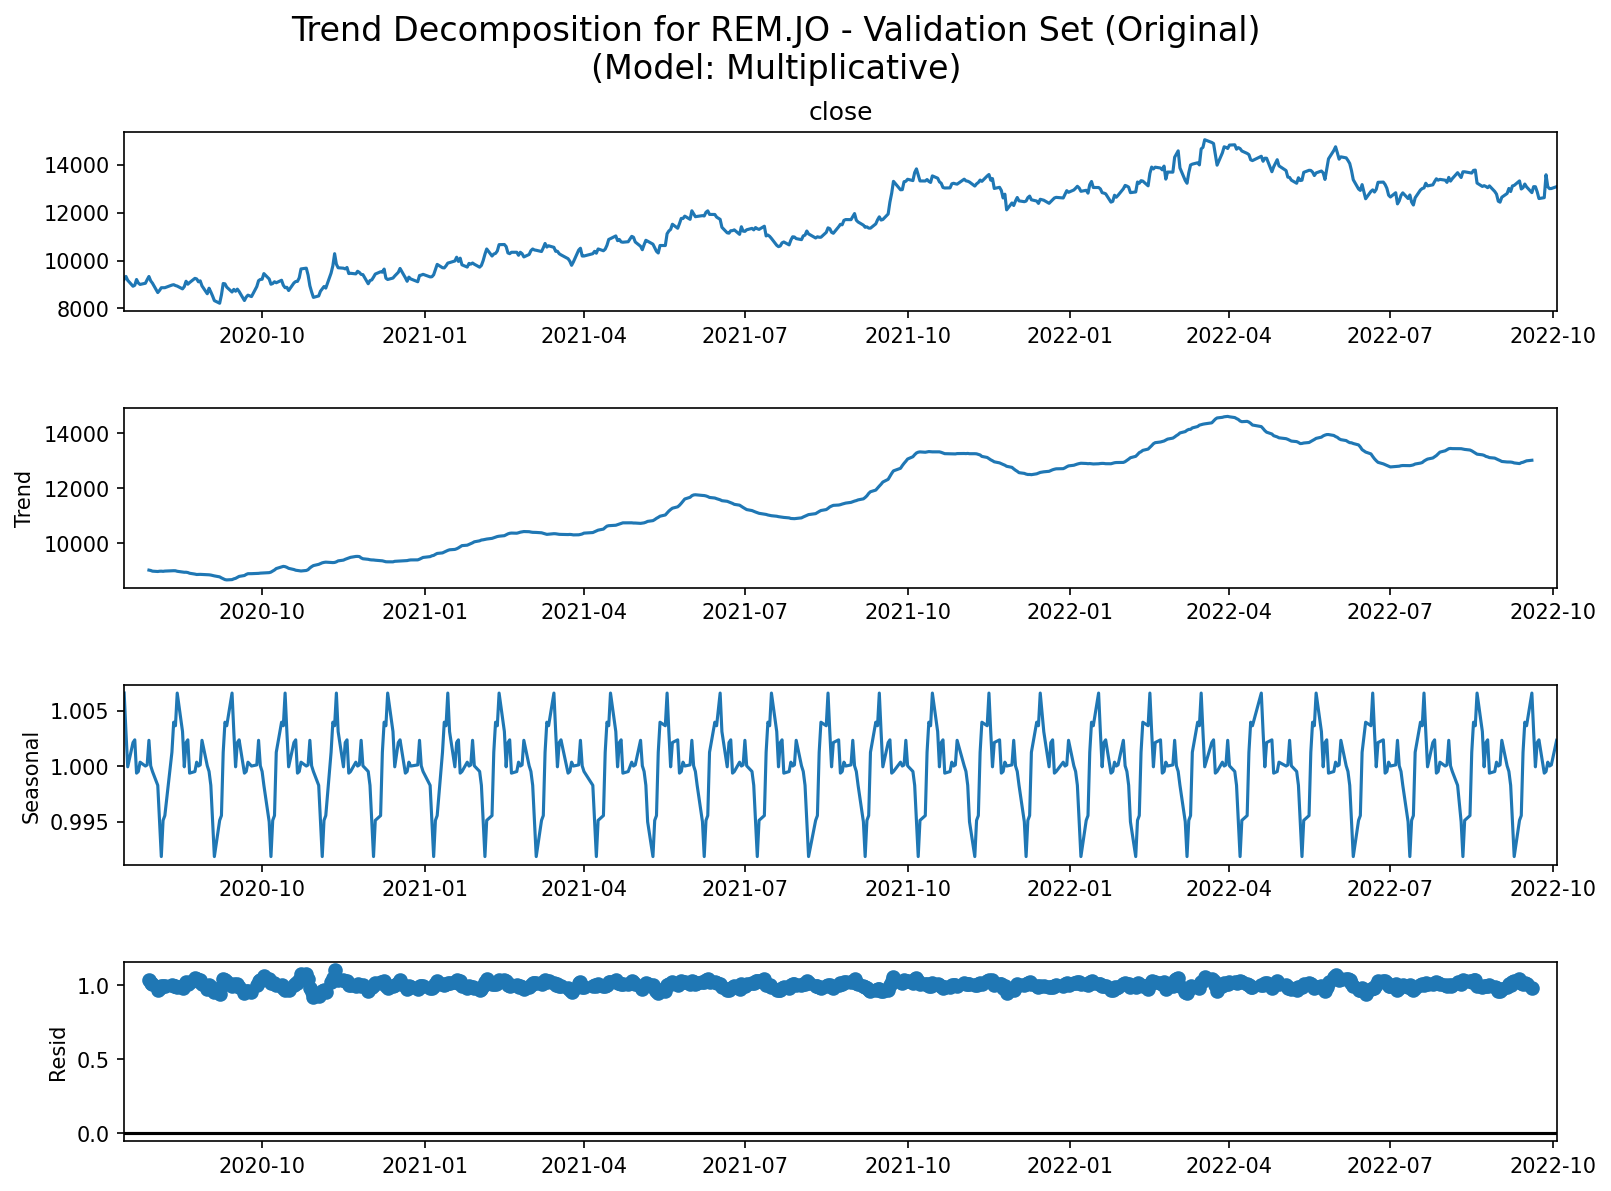 Trend Decomposition for REM.JO - Validation Set (Original)
(Model: Multiplicative)
close
14000
12000
10000
8000
2020-10 2021-01 2021-04 2021-07 2021-10 2022-01 2022-04 2022-07 2022-10
Trend
14000
12000
10000
2020-10 2021-01 2021-04 2021-07 2021-10 2022-01 2022-04 2022-07 2022-10
Seasonal
1.005
1.000
0.995
2020-10 2021-01 2021-04 2021-07 2021-10 2022-01 2022-04 2022-07 2022-10
Resid
1.0
0.5
0.0
2020-10 2021-01 2021-04 2021-07 2021-10 2022-01 2022-04 2022-07 2022-10